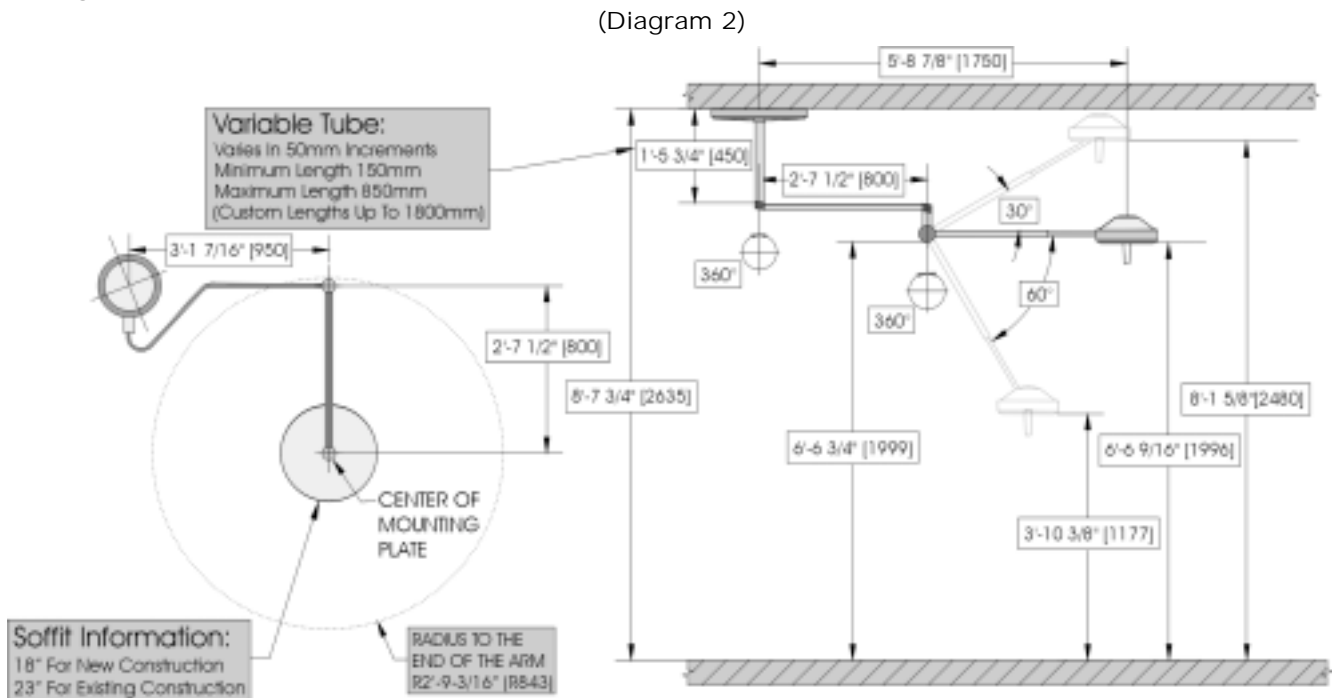 (Diagram 2)
5'-8 7/8" [1750]
Variable Tube:
Varies in 50mm Increments
Minimum Length 150mm
Maximum Length 850mm
(Custom Lengths Up To 1800mm)
1'-5 3/4" [450]
2'-7 1/2" [800]
30°
3'-1 7/16" [950]
360°
60°
360°
2'-7 1/2" [800]
8'-7 3/4" [2635]
8'-1 5/8"[2480]
6'-6 3/4" [1999]
6'-6 9/16" [1996]
CENTER OF
MOUNTING
PLATE
3'-10 3/8" [1177]
Soffit Information:
18" For New Construction
23" For Existing Construction
RADIUS TO THE
END OF THE ARM
R2'-9-3/16" [R843]